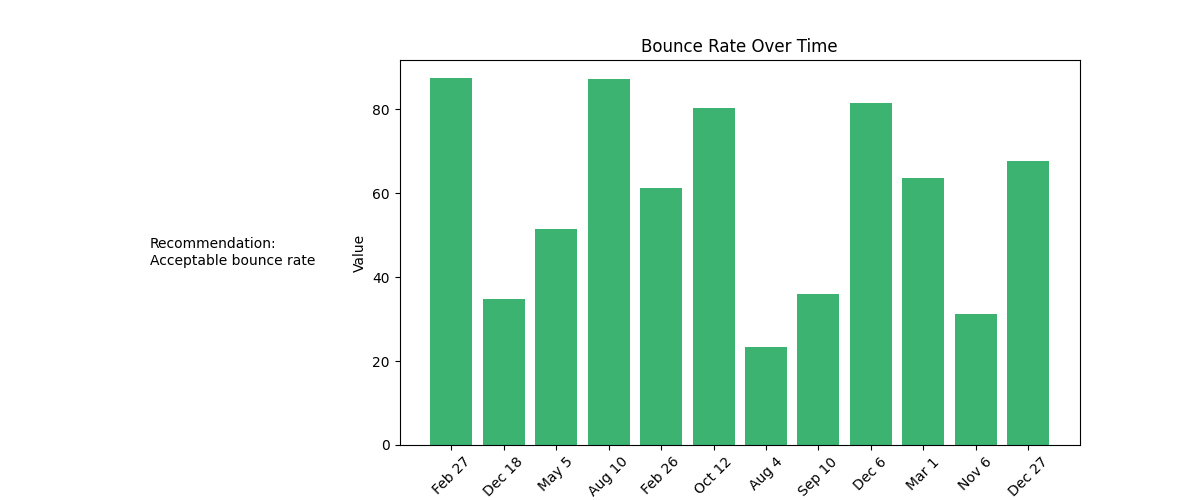 Bounce Rate Over Time
Recommendation:
Acceptable bounce rate
Value
80
60
40
20
0
Feb 27
Dec 18
May 5
Aug 10
Feb 26
Oct 12
Aug 4
Sep 10
Dec 6
Mar 1
Nov 6
Dec 27